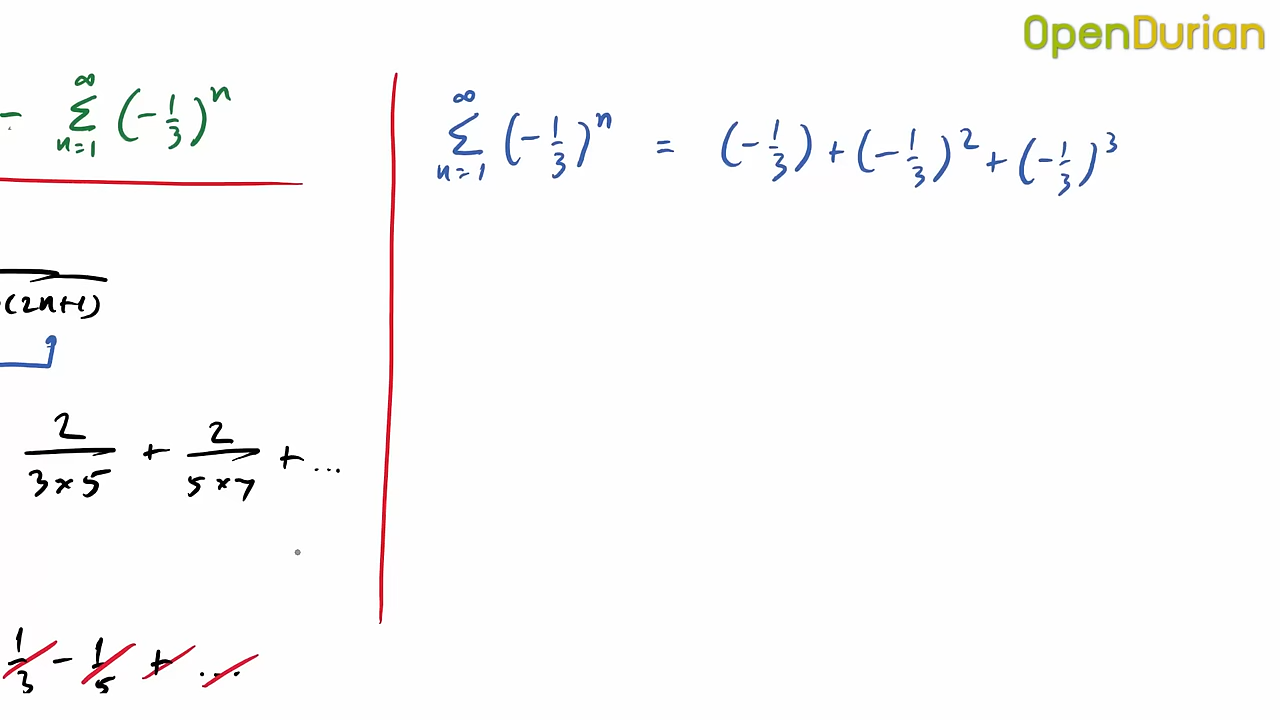 OpenDurian
- ∑_{n=1}^{∞} (-1/3)^n
∑_{n=1}^{∞} (-1/3)^n = (-1/3) + (-1/3)^2 + (-1/3)^3
(2n+1)
2/(3×5) + 2/(5×7) + ...
1/3 - 1/5 + ...